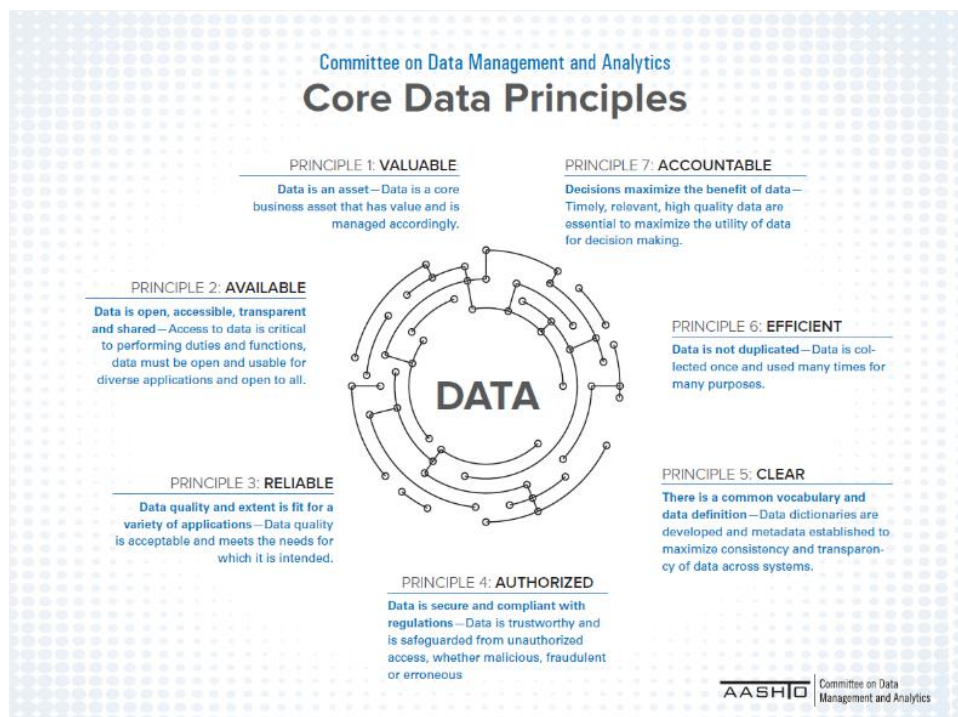 Committee on Data Management and Analytics
Core Data Principles
PRINCIPLE 1: VALUABLE
Data is an asset—Data is a core
business asset that has value and is
managed accordingly.
PRINCIPLE 2: AVAILABLE
Data is open, accessible, transparent
and shared—Access to data is critical
to performing duties and functions,
data must be open and usable for
diverse applications and open to all.
PRINCIPLE 3: RELIABLE
Data quality and extent is fit for a
variety of applications—Data quality
is acceptable and meets the needs for
which it is intended.
PRINCIPLE 4: AUTHORIZED
Data is secure and compliant with
regulations—Data is trustworthy and
is safeguarded from unauthorized
access, whether malicious, fraudulent
or erroneous
PRINCIPLE 5: CLEAR
There is a common vocabulary and
data definition—Data dictionaries are
developed and metadata established to
maximize consistency and transparen-
cy of data across systems.
PRINCIPLE 6: EFFICIENT
Data is not duplicated—Data is col-
lected once and used many times for
many purposes.
PRINCIPLE 7: ACCOUNTABLE
Decisions maximize the benefit of data—
Timely, relevant, high quality data are
essential to maximize the utility of data
for decision making.
DATA
AASHTO
Committee on Data
Management and Analytics